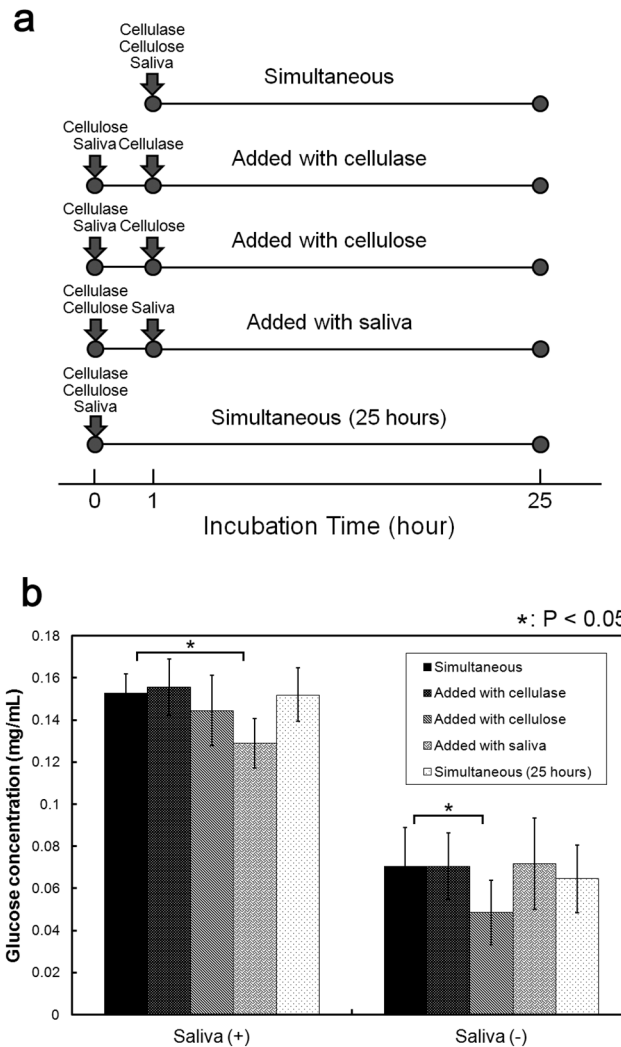 a
Cellulase
Cellulose
Saliva
Simultaneous
Cellulose
Saliva Cellulase
Added with cellulase
Cellulase
Saliva Cellulose
Added with cellulose
Cellulase
Cellulose Saliva
Added with saliva
Cellulase
Cellulose
Saliva
Simultaneous (25 hours)
0 1 25
Incubation Time (hour)
b
*: P < 0.05
Glucose concentration (mg/mL)
0.18
0.16
0.14
0.12
0.1
0.08
0.06
0.04
0.02
0
*
*
Simultaneous
Added with cellulase
Added with cellulose
Added with saliva
Simultaneous (25 hours)
Saliva (+) Saliva (-)